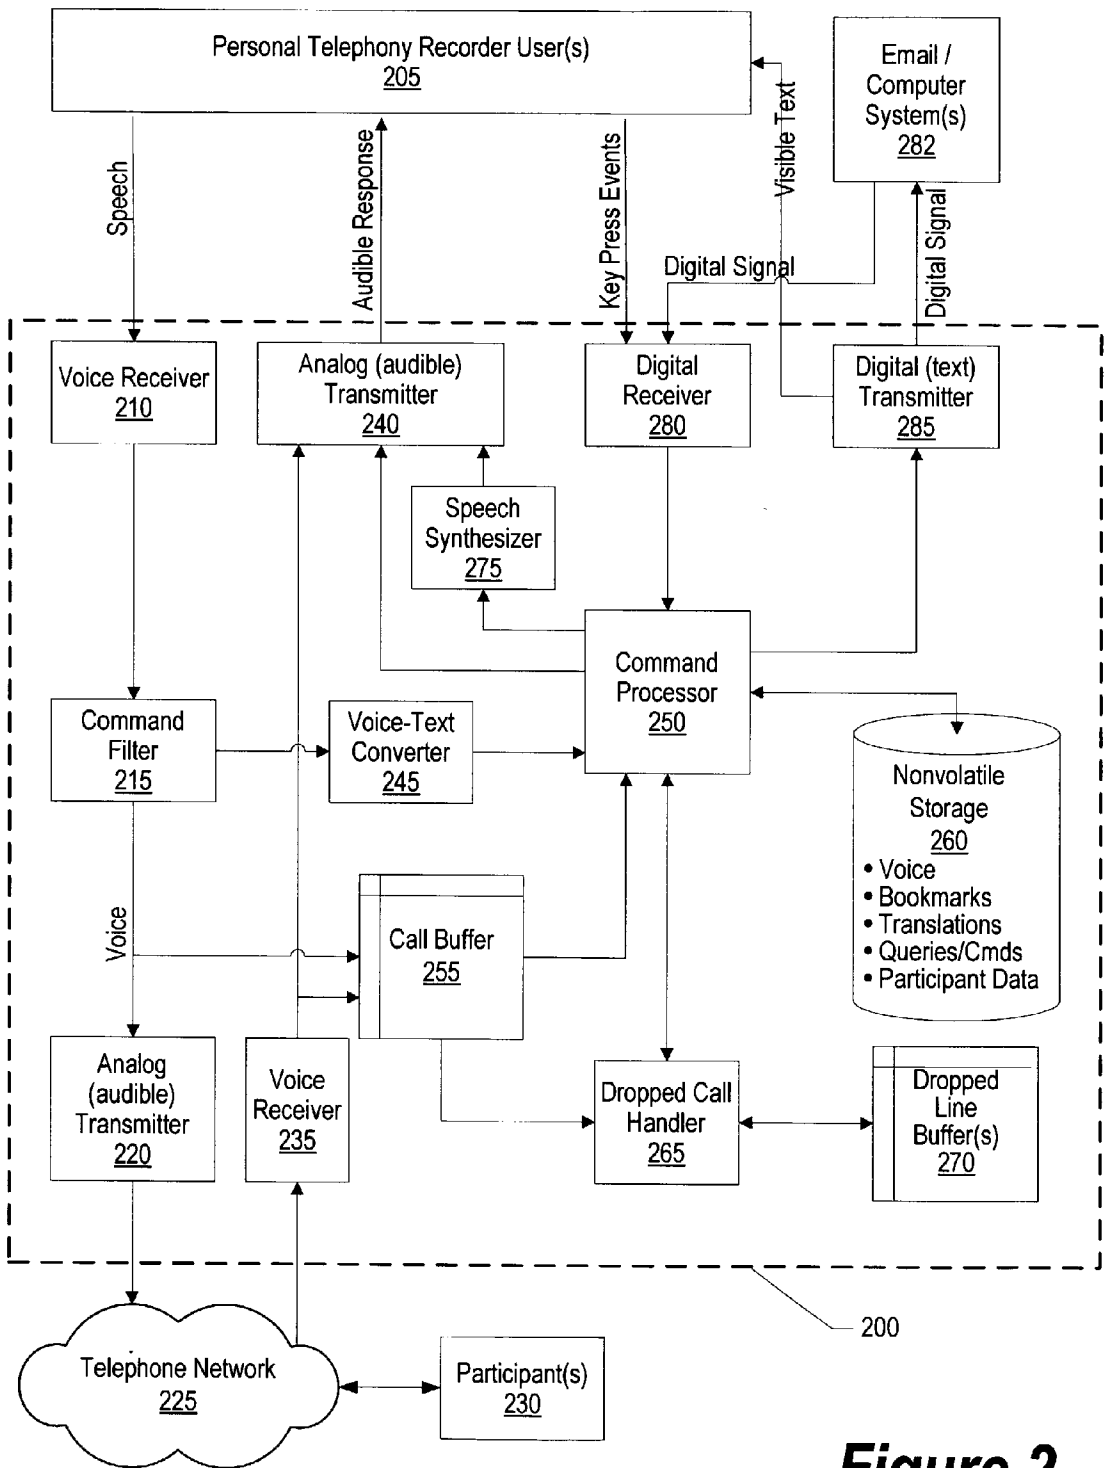 Personal Telephony Recorder User(s)
205
Email /
Computer
System(s)
282
Speech
Audible Response
Key Press Events
Visible Text
Digital Signal
Digital Signal
Voice Receiver
210
Analog (audible)
Transmitter
240
Digital
Receiver
280
Digital (text)
Transmitter
285
Speech
Synthesizer
275
Command
Processor
250
Command
Filter
215
Voice-Text
Converter
245
Nonvolatile
Storage
260
• Voice
• Bookmarks
• Translations
• Queries/Cmds
• Participant Data
Voice
Call Buffer
255
Analog
(audible)
Transmitter
220
Voice
Receiver
235
Dropped Call
Handler
265
Dropped
Line
Buffer(s)
270
200
Telephone Network
225
Participant(s)
230
Figure 2